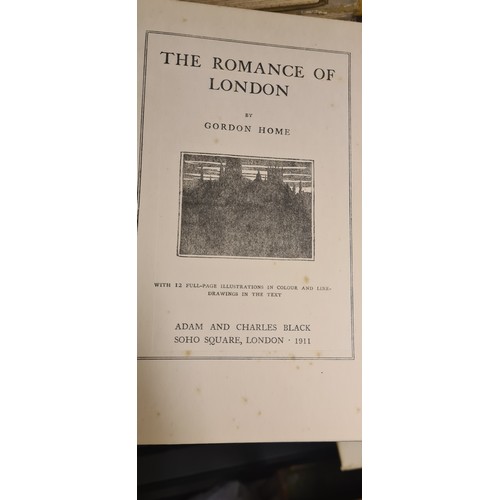 THE ROMANCE OF
LONDON
BY
GORDON HOME
WITH 12 FULL-PAGE ILLUSTRATIONS IN COLOUR AND LINE-
DRAWINGS IN THE TEXT
ADAM AND CHARLES BLACK
SOHO SQUARE, LONDON · 1911